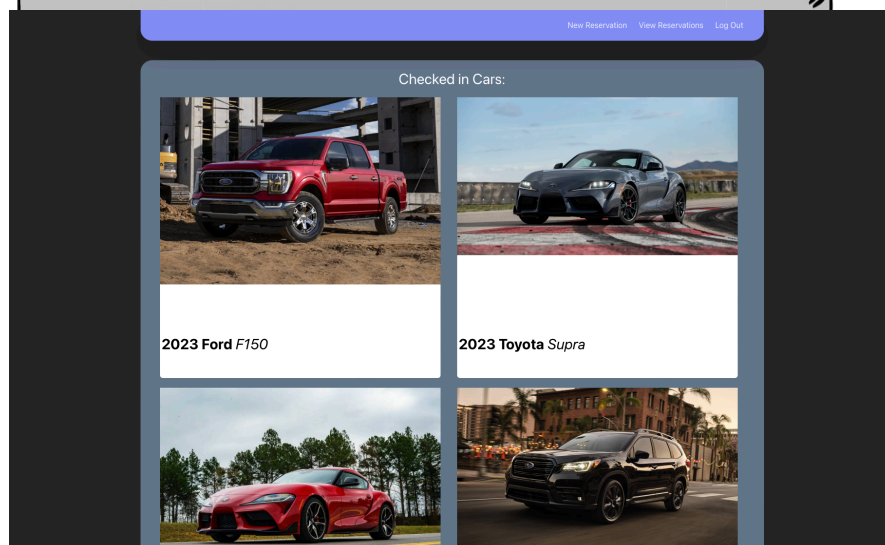 New Reservation View Reservations Log Out
Checked in Cars:
2023 Ford F150
2023 Toyota Supra